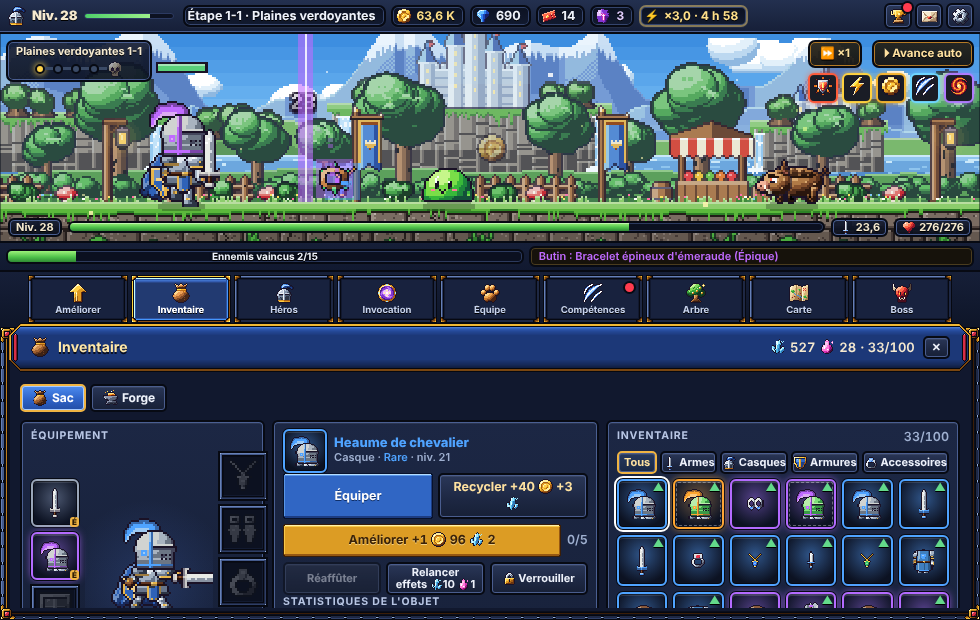 Niv. 28
Étape 1-1 · Plaines verdoyantes
63,6 K
690
14
3
×3,0 · 4 h 58
Plaines verdoyantes 1-1
×1
Avance auto
Niv. 28
23,6
276/276
Ennemis vaincus 2/15
Butin : Bracelet épineux d'émeraude (Épique)
Améliorer
Inventaire
Héros
Invocation
Equipe
Compétences
Arbre
Carte
Boss
Inventaire
527 28 · 33/100
Sac
Forge
ÉQUIPEMENT
E
E
Heaume de chevalier
Casque · Rare · niv. 21
Équiper
Recycler +40 +3
Améliorer +1 96 2
0/5
Réaffûter
Relancer
effets 10 1
Verrouiller
STATISTIQUES DE L'OBJET
INVENTAIRE
33/100
Tous
Armes
Casques
Armures
Accessoires